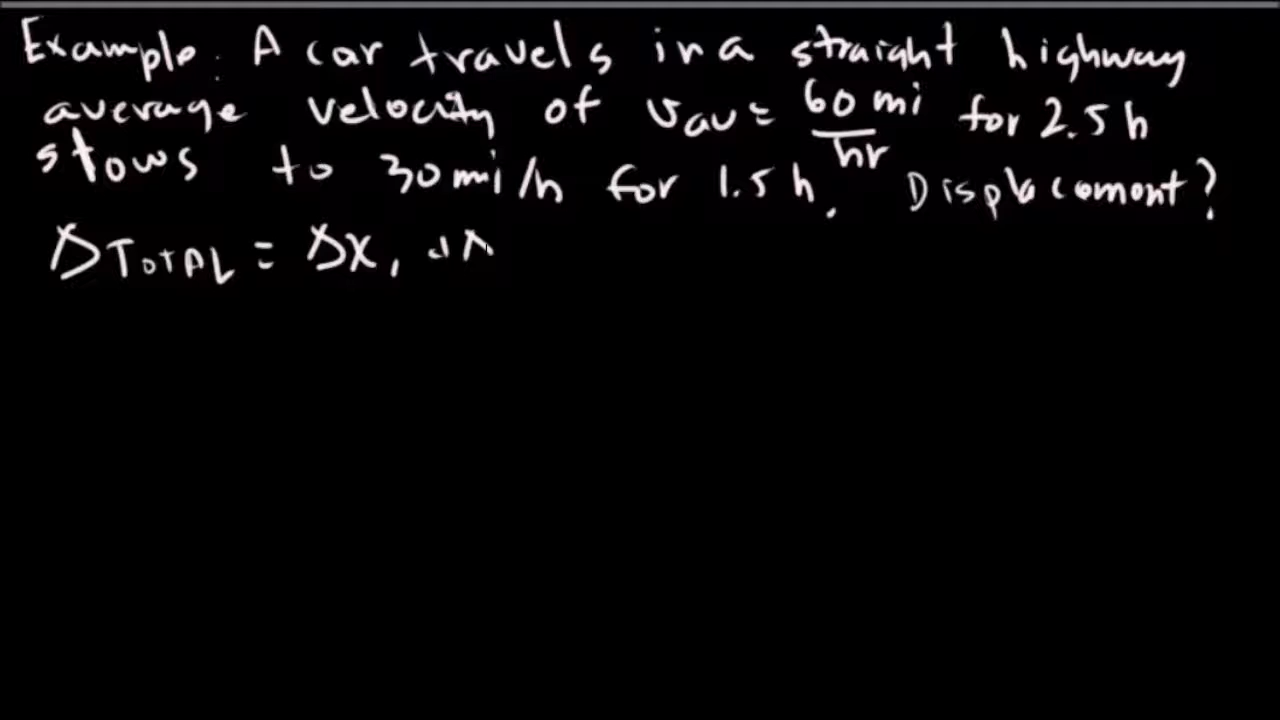 Example: A car travels in a straight highway
average velocity of vav = 60 mi/hr for 2.5 h
slows to 30 mi/h for 1.5 h. Displacement?
ΔTOTAL = Δx, +Δ